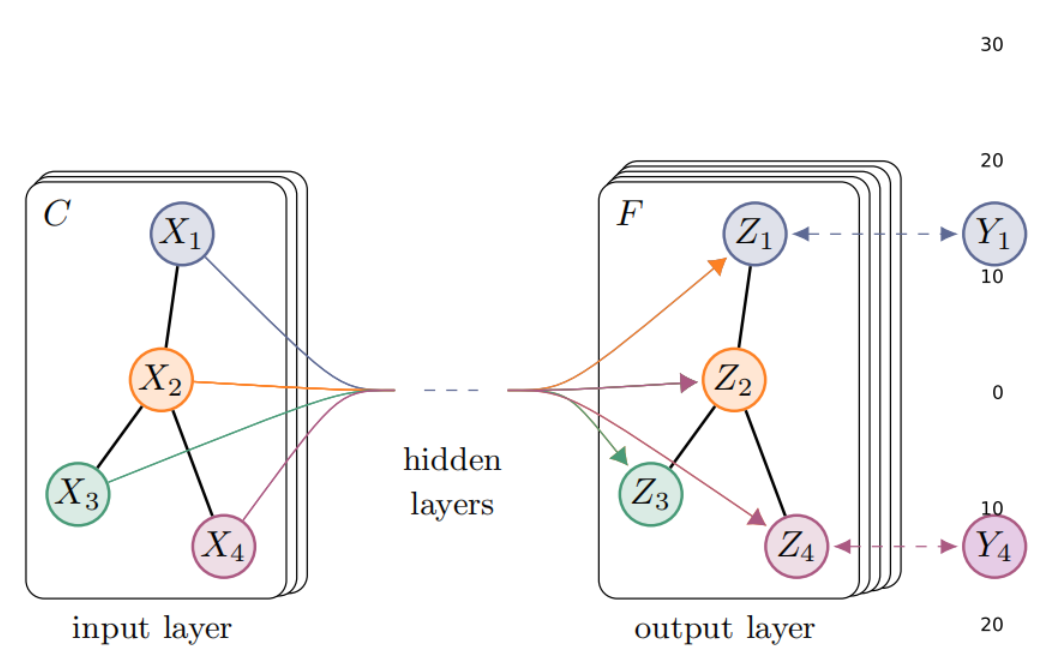 30
20
C
X1
F
Z1
Y1
10
X2
Z2
0
hidden
layers
X3
Z3
10
X4
Z4
Y4
input layer
output layer
20